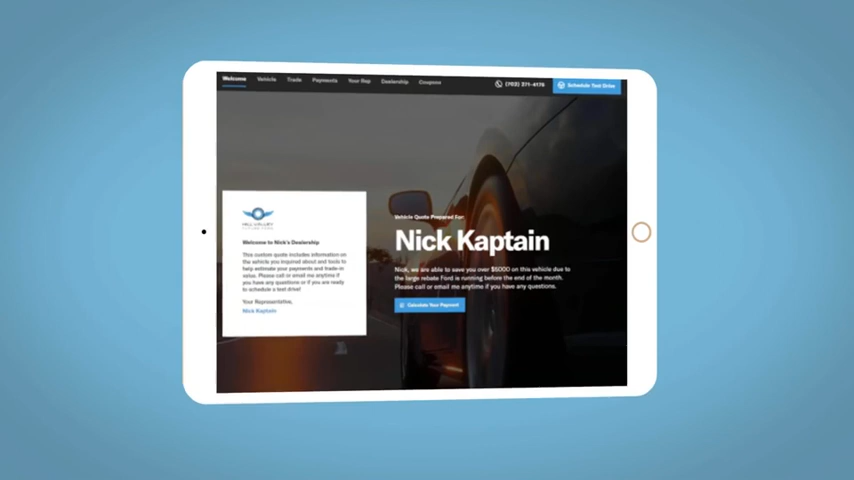 Welcome Vehicle Trade Payments Your Rep Dealership Coupons (702) 371-4176 Schedule Test Drive
HILL VALLEY
Welcome to Nick's Dealership
This custom quote includes information on
the vehicle you inquired about and tools to
help estimate your payments and trade-in
value. Please call or email me anytime if
you have any questions or if you are ready
to schedule a test drive!
Your Representative,
Nick Kaptain
Vehicle Quote Prepared For:
Nick Kaptain
Nick, we are able to save you over $5000 on this vehicle due to
the large rebate Ford is running before the end of the month.
Please call or email me anytime if you have any questions.
Calculate Your Payment